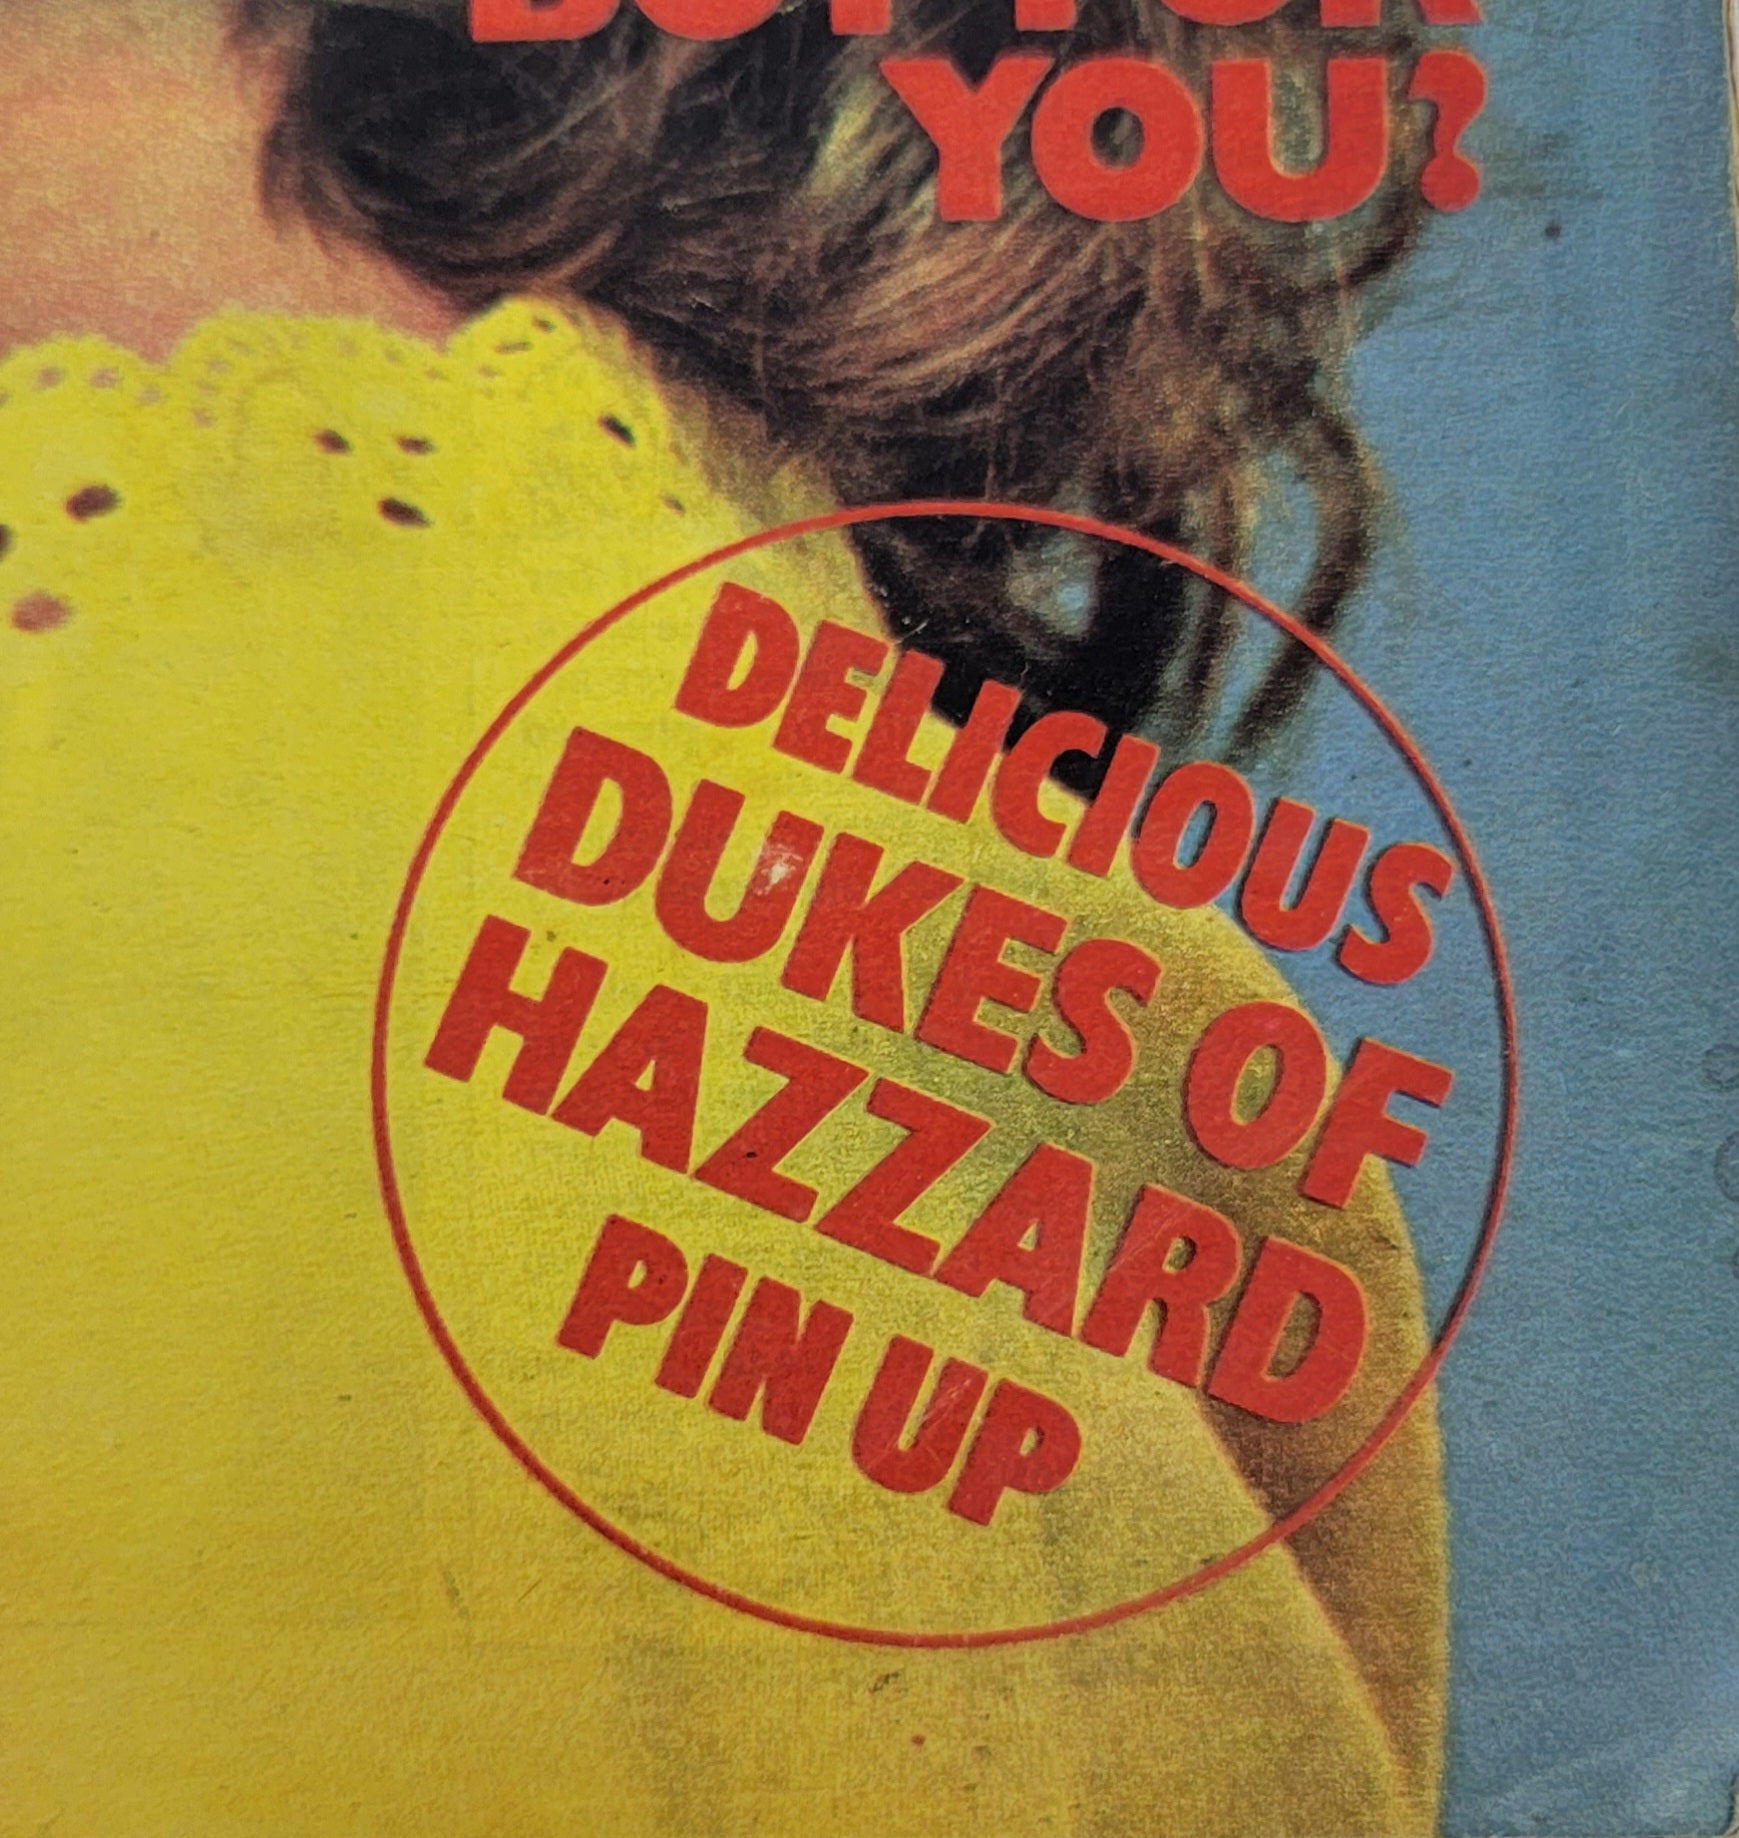 YOU?
DELICIOUS
DUKES OF
HAZZARD
PIN UP